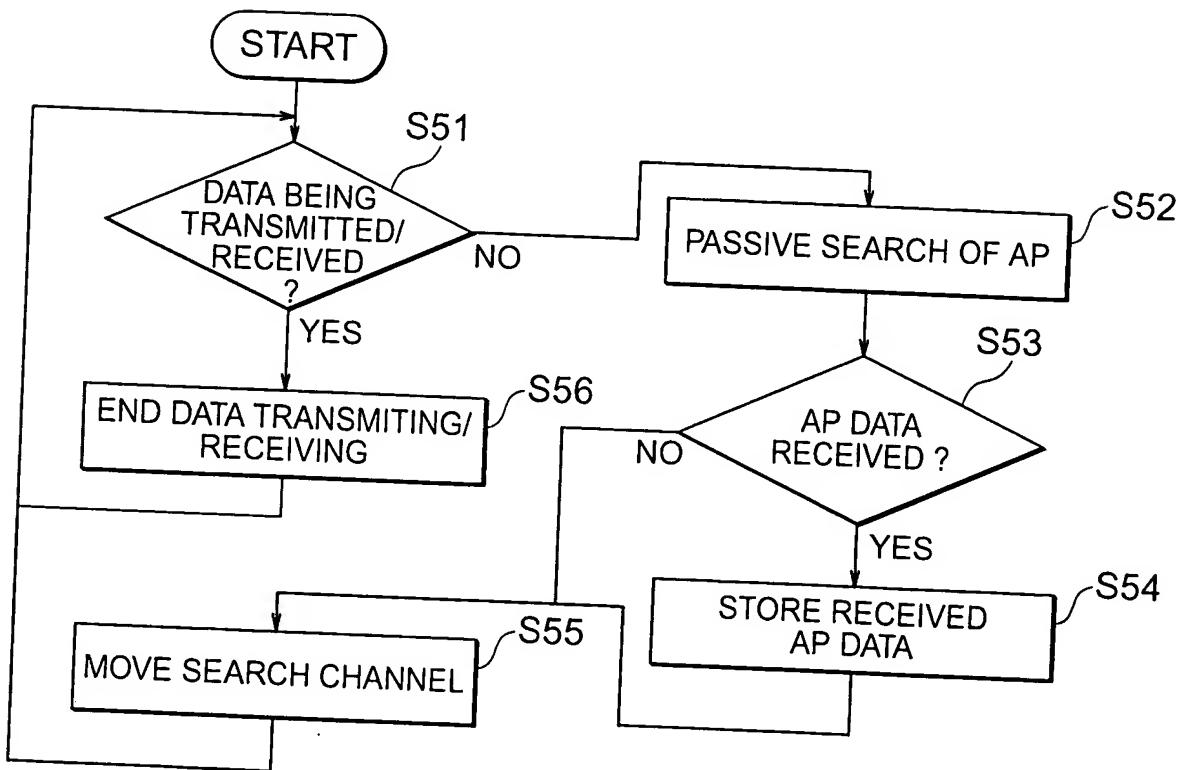 START
S51
DATA BEING
TRANSMITTED/
RECEIVED
?
NO
YES
S52
PASSIVE SEARCH OF AP
S53
AP DATA
RECEIVED ?
NO
YES
S56
END DATA TRANSMITING/
RECEIVING
S54
STORE RECEIVED
AP DATA
S55
MOVE SEARCH CHANNEL